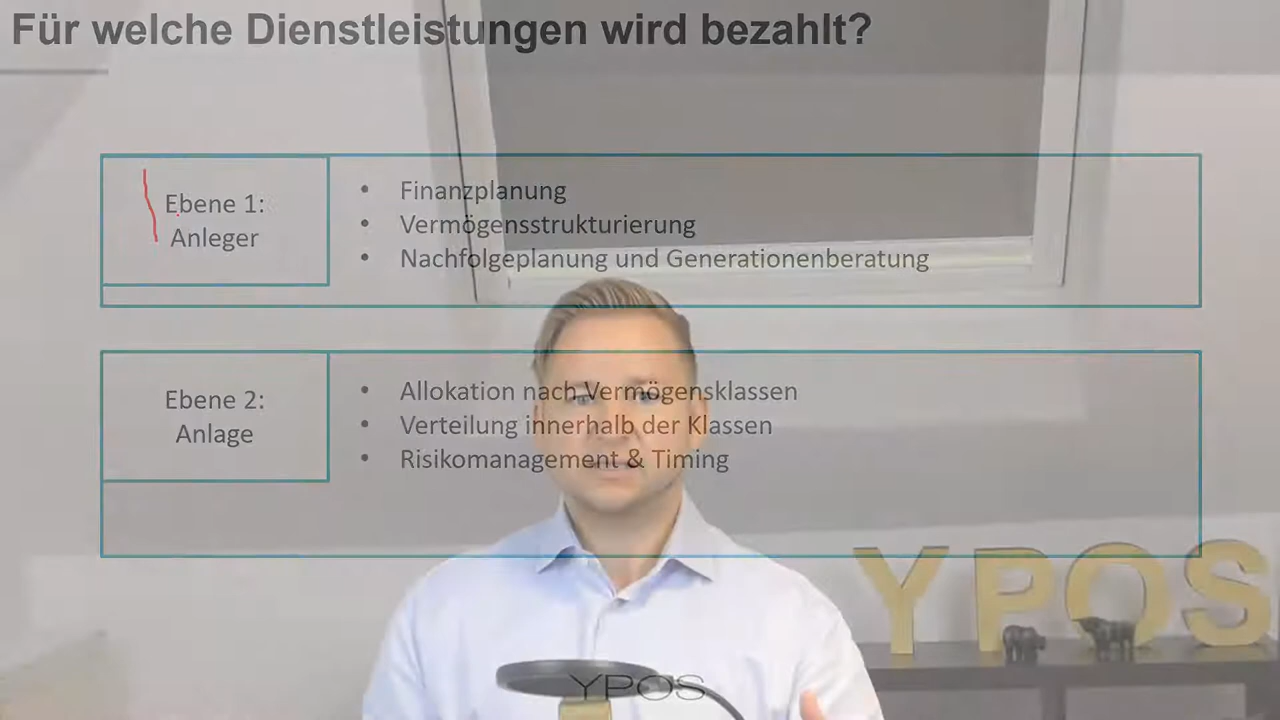 Für welche Dienstleistungen wird bezahlt?
Ebene 1:
Anleger
• Finanzplanung
• Vermögensstrukturierung
• Nachfolgeplanung und Generationenberatung
Ebene 2:
Anlage
• Allokation nach Vermögensklassen
• Verteilung innerhalb der Klassen
• Risikomanagement & Timing
YPOS
YPOS